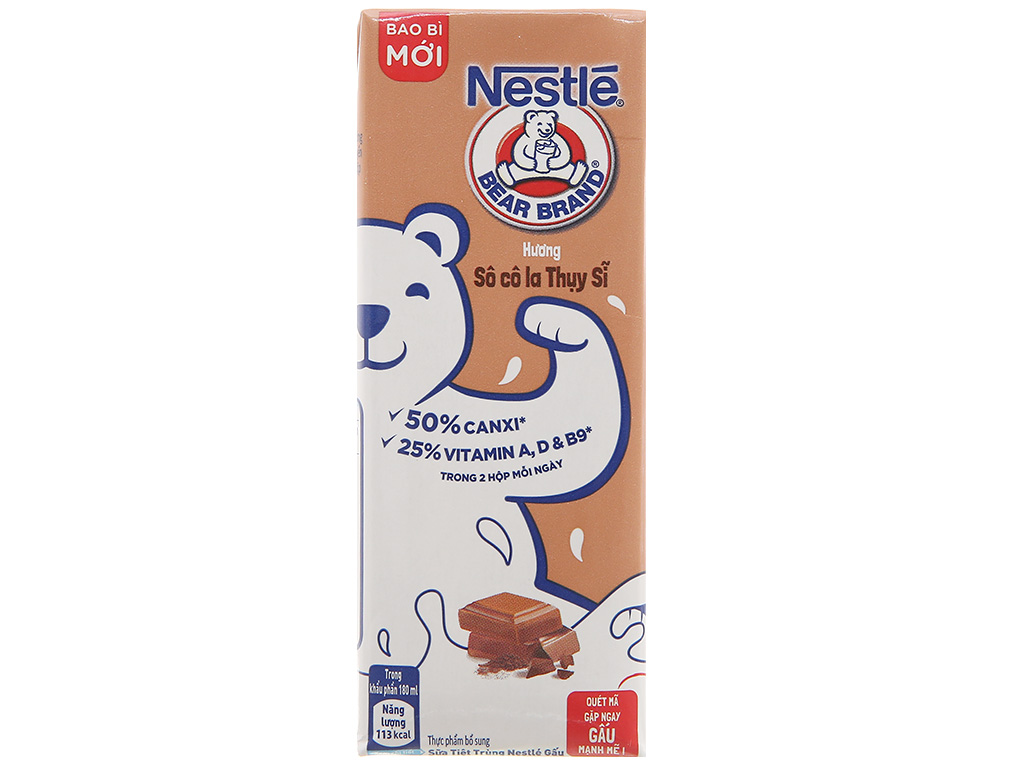 BAO BÌ
MỚI
Nestlé®
BEAR BRAND®
Hương
Sô cô la Thụy Sĩ
✓ 50% CANXI*
✓ 25% VITAMIN A, D & B9*
TRONG 2 HỘP MỖI NGÀY
Trong
khẩu phần 180 ml
Năng
lượng
113 kcal
Thực phẩm bổ sung
Sữa Tiệt Trùng Nestlé Gấu
QUÉT MÃ
GẶP NGAY
GẤU
MẠNH MẼ !